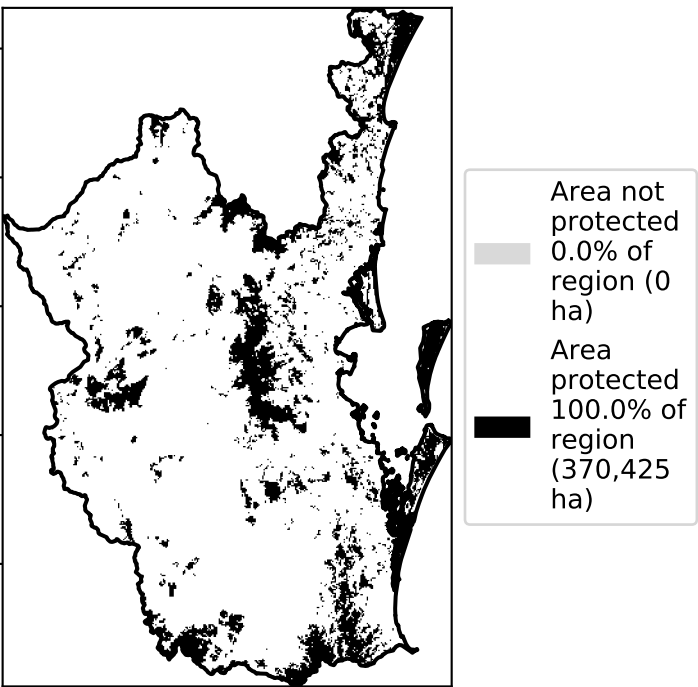 Area not
protected
0.0% of
region (0
ha)
Area
protected
100.0% of
region
(370,425
ha)